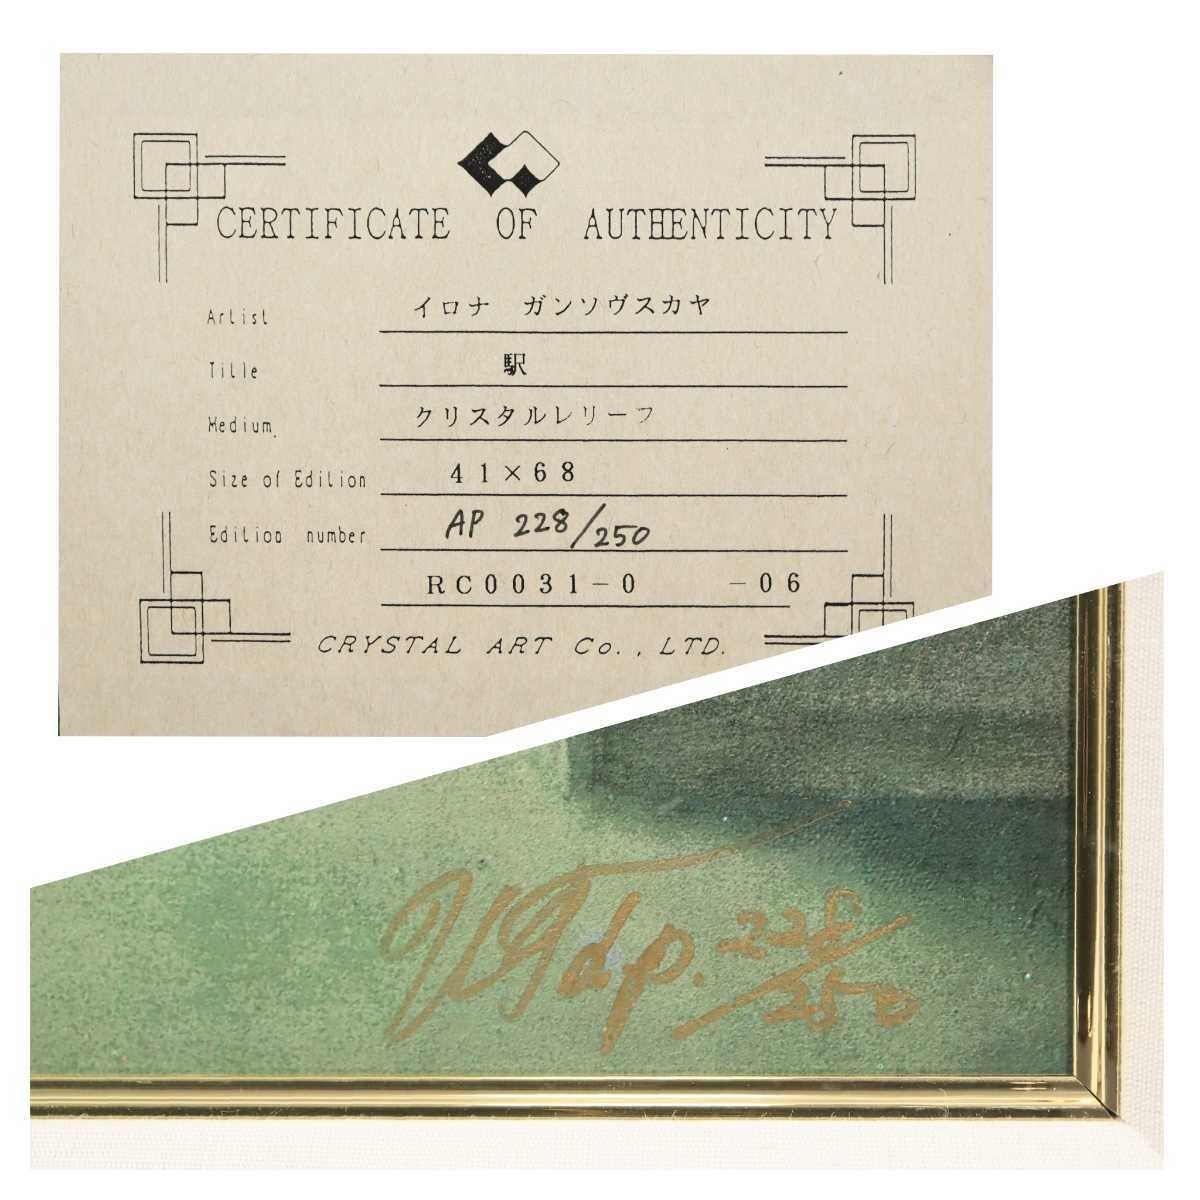 CERTIFICATE OF AUTHENTICITY
Artist イロナ ガンソヴスカヤ
Title 駅
Medium クリスタルレリーフ
Size of Edition 41×68
Edition number AP 228/250
RC0031-0 -06
CRYSTAL ART Co., LTD.
228/250